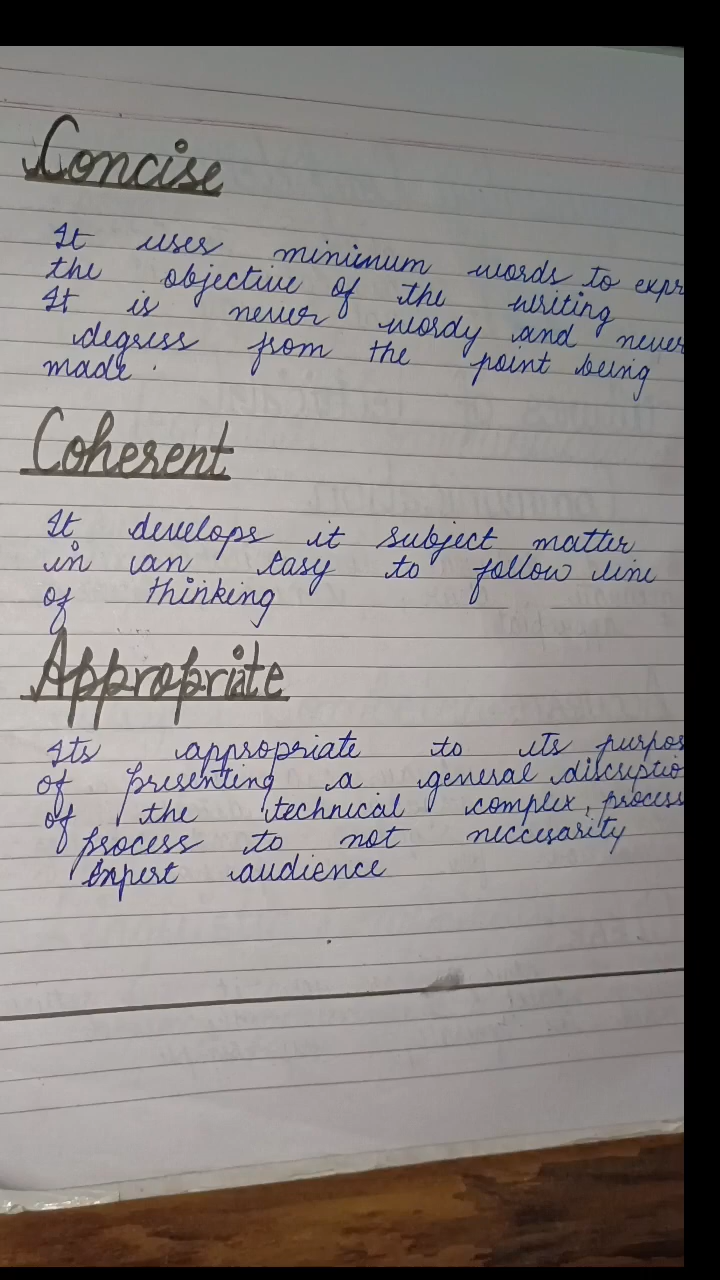 Concise
It uses minimum words to expr
the objective of the writing
It is never wordy and never
degress from the point being
made.
Coherent
It develops it subject matter
in an easy to follow line
of thinking
Appropriate
Its appropriate to its purpos
of presenting a general discriptio
of the technical complex, process
process to not neccesarity
expert audience